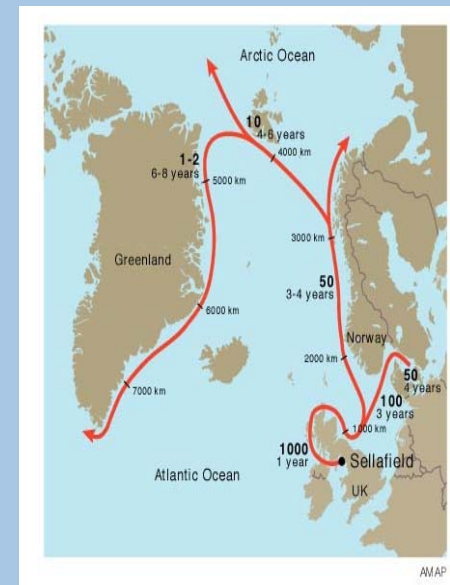 Arctic Ocean
10
4-6 years
4000 km
1-2
6-8 years
5000 km
3000 km
Greenland
50
3-4 years
6000 km
Norway
2000 km
50
4 years
7000 km
100
3 years
1000 km
1000
1 year
Sellafield
Atlantic Ocean
UK
AMAP